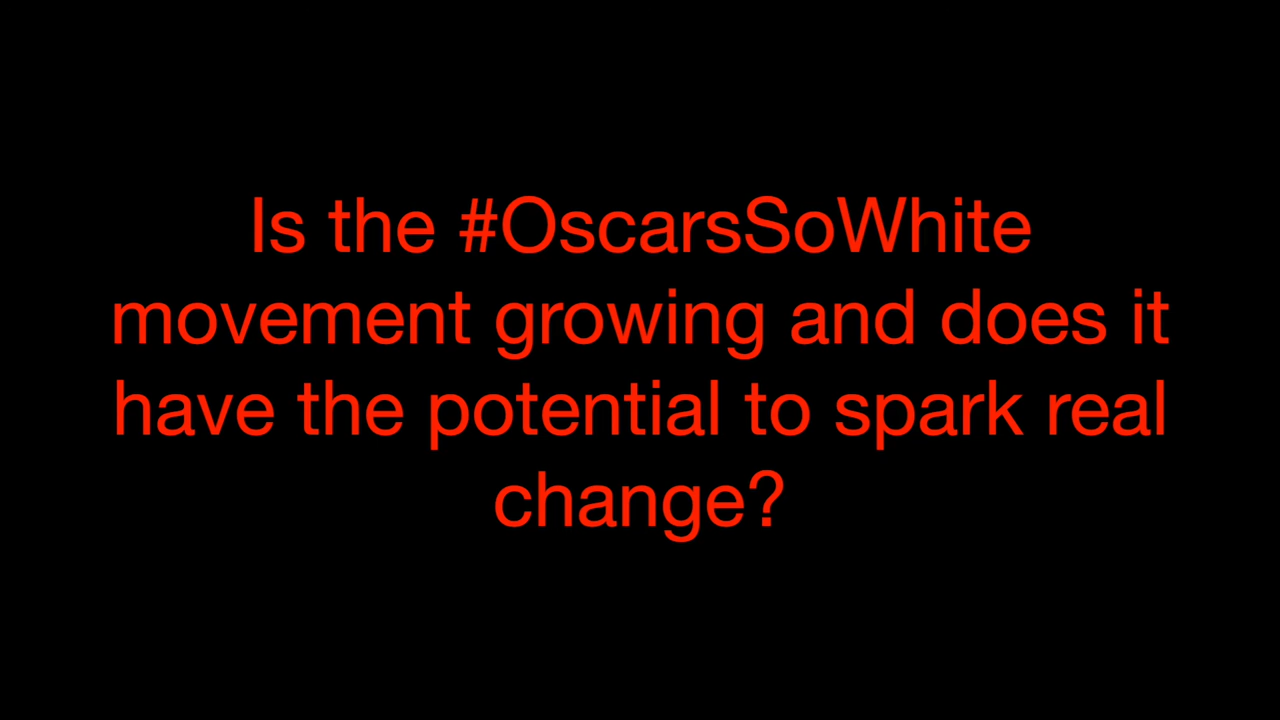 Is the #OscarsSoWhite
movement growing and does it
have the potential to spark real
change?